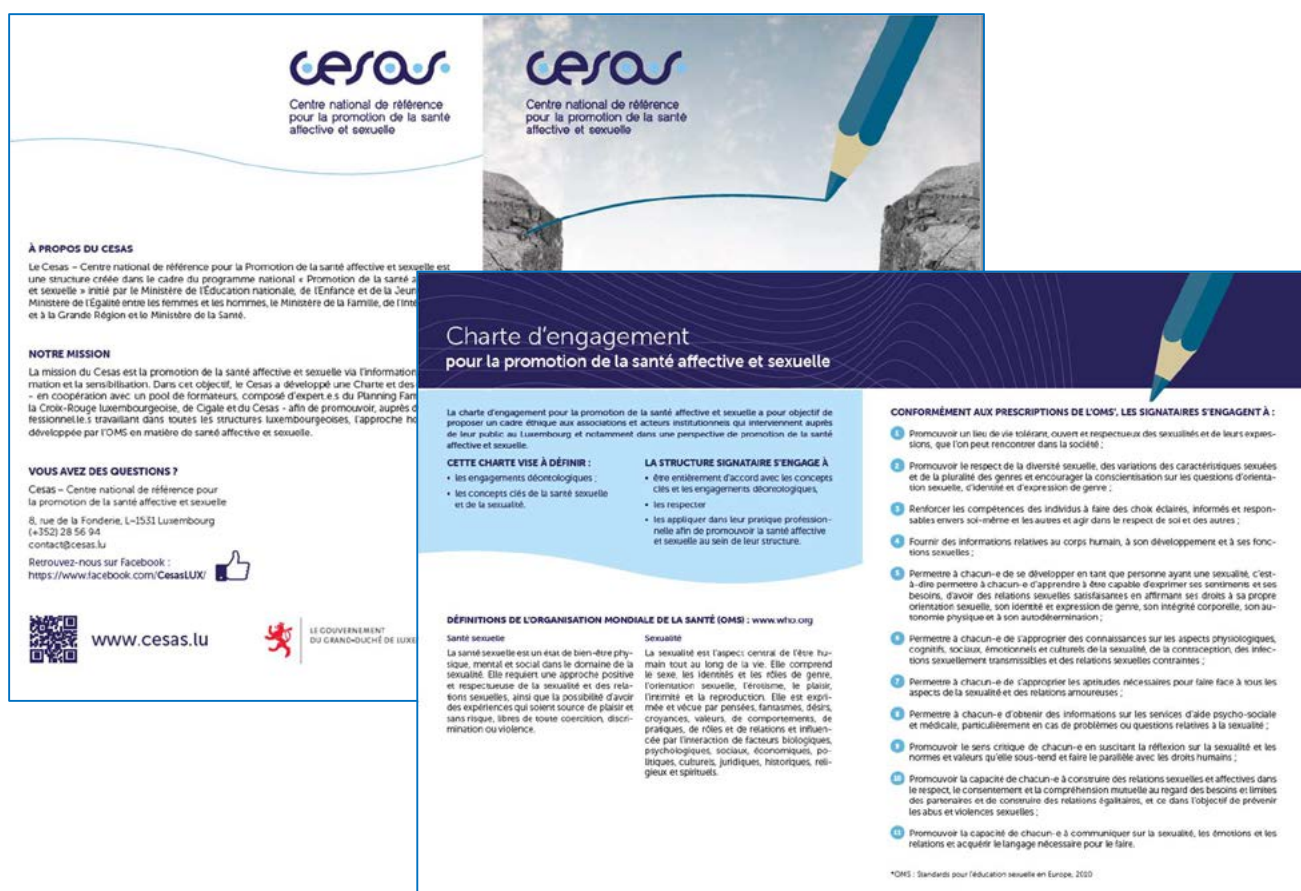 cesas
Centre national de référence
pour la promotion de la santé
affective et sexuelle
cesas
Centre national de référence
pour la promotion de la santé
affective et sexuelle
À PROPOS DU CESAS
Le Cesas – Centre national de référence pour la Promotion de la santé affective et sexuelle est
une structure créée dans le cadre du programme national « Promotion de la santé a
et sexuelle » initié par le Ministère de l'Éducation nationale, de l'Enfance et de la Jeun
Ministère de l'Égalité entre les femmes et les hommes, le Ministère de la Famille, de l'Inté
et à la Grande Région et le Ministère de la Santé.
NOTRE MISSION
La mission du Cesas est la promotion de la santé affective et sexuelle via l'information
mation et la sensibilisation. Dans cet objectif, le Cesas a développé une Charte et des
- en coopération avec un pool de formateurs, composé d'expert.e.s du Planning Fam
la Croix-Rouge luxembourgeoise, de Cigale et du Cesas - afin de promouvoir, auprès d
fessionnel.le.s travaillant dans toutes les structures luxembourgeoises, l'approche ho
développée par l'OMS en matière de santé affective et sexuelle.
VOUS AVEZ DES QUESTIONS ?
Cesas – Centre national de référence pour
la promotion de la santé affective et sexuelle
8, rue de la Fonderie, L–1531 Luxembourg
(+352) 28 56 94
contact@cesas.lu
Retrouvez-nous sur Facebook :
https://www.facebook.com/CesasLUX/
www.cesas.lu
LE GOUVERNEMENT
DU GRAND-DUCHÉ DE LUXE
Charte d'engagement
pour la promotion de la santé affective et sexuelle
La charte d'engagement pour la promotion de la santé affective et sexuelle a pour objectif de
proposer un cadre éthique aux associations et acteurs institutionnels qui interviennent auprès
de leur public au Luxembourg et notamment dans une perspective de promotion de la santé
affective et sexuelle.
CETTE CHARTE VISE À DÉFINIR :
• les engagements déontologiques ;
• les concepts clés de la santé sexuelle
et de la sexualité.
LA STRUCTURE SIGNATAIRE S'ENGAGE À
• être entièrement d'accord avec les concepts
clés et les engagements déontologiques,
• les respecter
• les appliquer dans leur pratique profession-
nelle afin de promouvoir la santé affective
et sexuelle au sein de leur structure.
DÉFINITIONS DE L'ORGANISATION MONDIALE DE LA SANTÉ (OMS) : www.who.org
Santé sexuelle
La santé sexuelle est un état de bien-être phy-
sique, mental et social dans le domaine de la
sexualité. Elle requiert une approche positive
et respectueuse de la sexualité et des rela-
tions sexuelles, ainsi que la possibilité d'avoir
des expériences qui soient source de plaisir et
sans risque, libres de toute coercition, discri-
mination ou violence.
Sexualité
La sexualité est l'aspect central de l'être hu-
main tout au long de la vie. Elle comprend
le sexe, les identités et les rôles de genre,
l'orientation sexuelle, l'érotisme, le plaisir,
l'intimité et la reproduction. Elle est expri-
mée et vécue par pensées, fantasmes, désirs,
croyances, valeurs, de comportements, de
pratiques, de rôles et de relations et influen-
cée par l'interaction de facteurs biologiques,
psychologiques, sociaux, économiques, po-
litiques, culturels, juridiques, historiques, reli-
gieux et spirituels.
CONFORMÉMENT AUX PRESCRIPTIONS DE L'OMS*, LES SIGNATAIRES S'ENGAGENT À :
1 Promouvoir un lieu de vie tolérant, ouvert et respectueux des sexualités et de leurs expres-
sions, que l'on peut rencontrer dans la société ;
2 Promouvoir le respect de la diversité sexuelle, des variations des caractéristiques sexuées
et de la pluralité des genres et encourager la conscientisation sur les questions d'orienta-
tion sexuelle, d'identité et d'expression de genre ;
3 Renforcer les compétences des individus à faire des choix éclairés, informés et respon-
sables envers soi-même et les autres et agir dans le respect de soi et des autres ;
4 Fournir des informations relatives au corps humain, à son développement et à ses fonc-
tions sexuelles ;
5 Permettre à chacun-e de se développer en tant que personne ayant une sexualité, c'est-
à-dire permettre à chacun-e d'apprendre à être capable d'exprimer ses sentiments et ses
besoins, d'avoir des relations sexuelles satisfaisantes en affirmant ses droits à sa propre
orientation sexuelle, son identité et expression de genre, son intégrité corporelle, son au-
tonomie physique et à son autodétermination ;
6 Permettre à chacun-e de s'approprier des connaissances sur les aspects physiologiques,
cognitifs, sociaux, émotionnels et culturels de la sexualité, de la contraception, des infec-
tions sexuellement transmissibles et des relations sexuelles contraintes ;
7 Permettre à chacun-e de s'approprier les aptitudes nécessaires pour faire face à tous les
aspects de la sexualité et des relations amoureuses ;
8 Permettre à chacun-e d'obtenir des informations sur les services d'aide psycho-sociale
et médicale, particulièrement en cas de problèmes ou questions relatives à la sexualité ;
9 Promouvoir le sens critique de chacun-e en suscitant la réflexion sur la sexualité et les
normes et valeurs qu'elle sous-tend et faire le parallèle avec les droits humains ;
10 Promouvoir la capacité de chacun-e à construire des relations sexuelles et affectives dans
le respect, le consentement et la compréhension mutuelle au regard des besoins et limites
des partenaires et de construire des relations égalitaires, et ce dans l'objectif de prévenir
les abus et violences sexuelles ;
11 Promouvoir la capacité de chacun-e à communiquer sur la sexualité, les émotions et les
relations et acquérir le langage nécessaire pour le faire.
*OMS : Standards pour l'éducation sexuelle en Europe, 2010